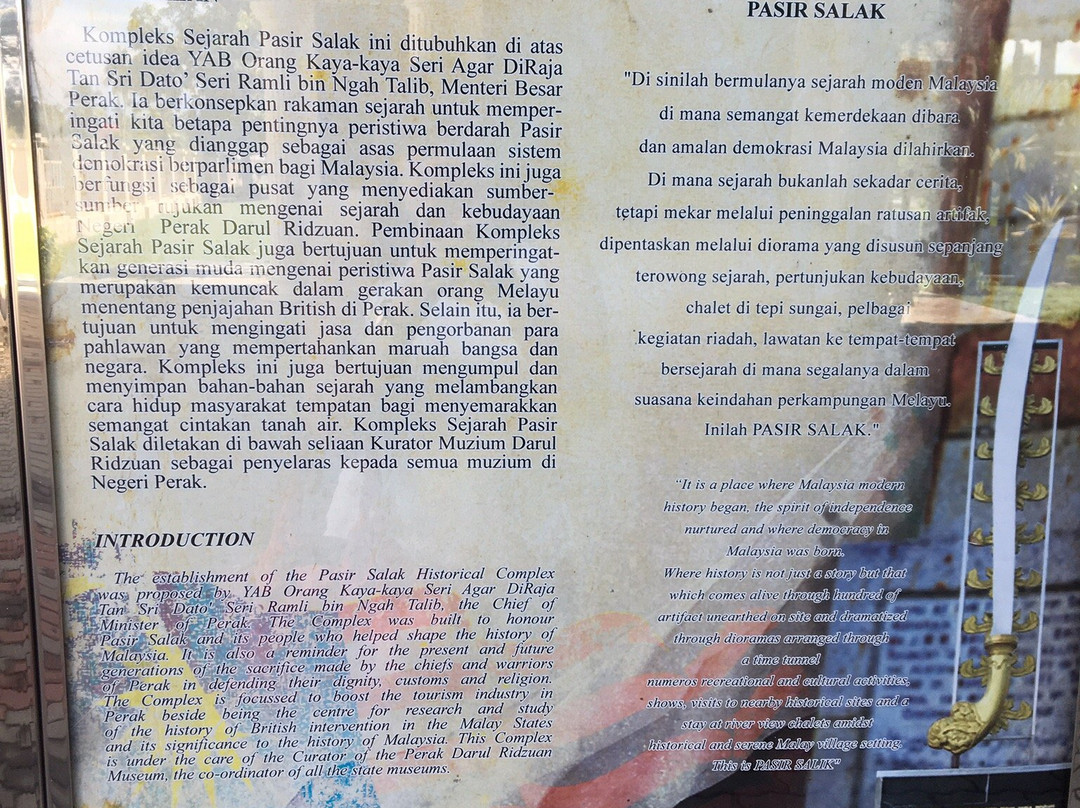 Kompleks Sejarah Pasir Salak ini ditubuhkan di atas
cetusan idea YAB Orang Kaya-kaya Seri Agar DiRaja
Tan Sri Dato' Seri Ramli bin Ngah Talib, Menteri Besar
Perak. Ia berkonsepkan rakaman sejarah untuk memper-
ingati kita betapa pentingnya peristiwa berdarah Pasir
Salak yang dianggap sebagai asas permulaan sistem
demokrasi berparlimen bagi Malaysia. Kompleks ini juga
berfungsi sebagai pusat yang menyediakan sumber-
sumber rujukan mengenai sejarah dan kebudayaan
Negeri Perak Darul Ridzuan. Pembinaan Kompleks
Sejarah Pasir Salak juga bertujuan untuk memperingat-
kan generasi muda mengenai peristiwa Pasir Salak yang
merupakan kemuncak dalam gerakan orang Melayu
menentang penjajahan British di Perak. Selain itu, ia ber-
tujuan untuk mengingati jasa dan pengorbanan para
pahlawan yang mempertahankan maruah bangsa dan
negara. Kompleks ini juga bertujuan mengumpul dan
menyimpan bahan-bahan sejarah yang melambangkan
cara hidup masyarakat tempatan bagi menyemarakkan
semangat cintakan tanah air. Kompleks Sejarah Pasir
Salak diletakan di bawah seliaan Kurator Muzium Darul
Ridzuan sebagai penyelaras kepada semua muzium di
Negeri Perak.
INTRODUCTION
The establishment of the Pasir Salak Historical Complex
was proposed by YAB Orang Kaya-kaya Seri Agar DiRaja
Tan Sri Dato' Seri Ramli bin Ngah Talib, the Chief of
Minister of Perak. The Complex was built to honour
Pasir Salak and its people who helped shape the history of
Malaysia. It is also a reminder for the present and future
generations of the sacrifice made by the chiefs and warriors
of Perak in defending their dignity, customs and religion.
The Complex is focussed to boost the tourism industry in
Perak beside being the centre for research and study
of the history of British intervention in the Malay States
and its significance to the history of Malaysia. This Complex
is under the care of the Curator of the Perak Darul Ridzuan
Museum, the co-ordinator of all the state museums.
PASIR SALAK
"Di sinilah bermulanya sejarah moden Malaysia
di mana semangat kemerdekaan dibara
dan amalan demokrasi Malaysia dilahirkan.
Di mana sejarah bukanlah sekadar cerita,
tetapi mekar melalui peninggalan ratusan artifak,
dipentaskan melalui diorama yang disusun sepanjang
terowong sejarah, pertunjukan kebudayaan,
chalet di tepi sungai, pelbagai
kegiatan riadah, lawatan ke tempat-tempat
bersejarah di mana segalanya dalam
suasana keindahan perkampungan Melayu.
Inilah PASIR SALAK."
"It is a place where Malaysia modern
history began, the spirit of independence
nurtured and where democracy in
Malaysia was born.
Where history is not just a story but that
which comes alive through hundred of
artifact unearthed on site and dramatized
through dioramas arranged through
a time tunnel
numeros recreational and cultural activities,
shows, visits to nearby historical sites and a
stay at river view chalets amidst
historical and serene Malay village setting.
This is PASIR SALIK"